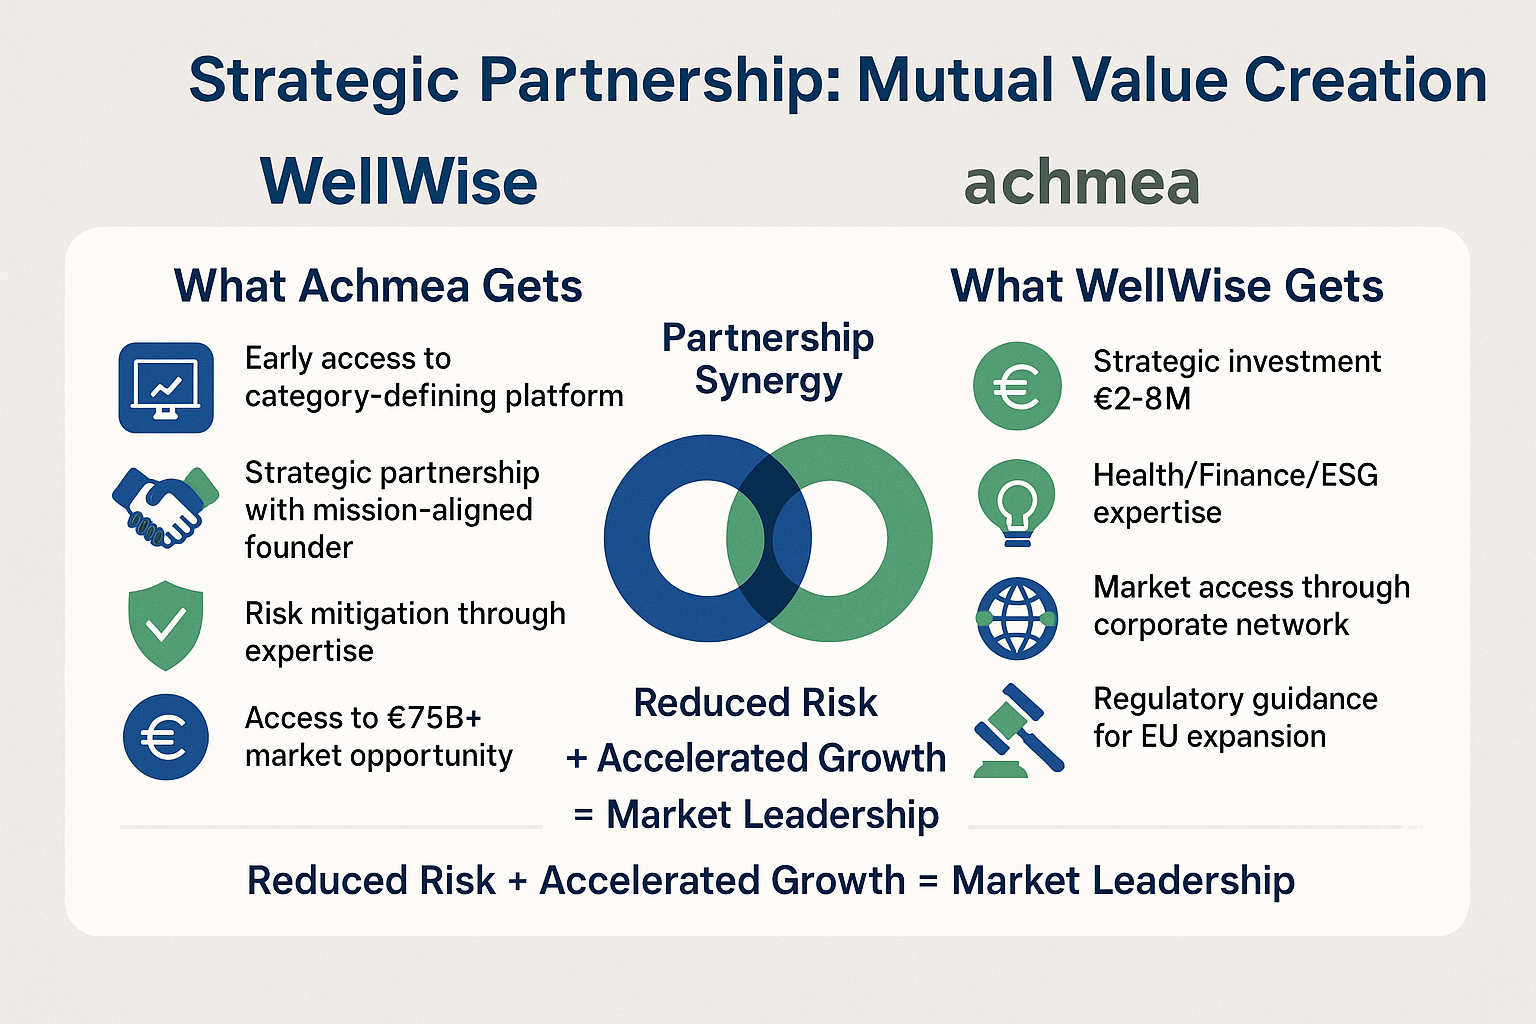 Strategic Partnership: Mutual Value Creation
WellWise
achmea
What Achmea Gets
Early access to
category-defining platform
Strategic partnership
with mission-aligned
founder
Risk mitigation through
expertise
€
Access to €75B+
market opportunity
Partnership
Synergy
Reduced Risk
+ Accelerated Growth
= Market Leadership
What WellWise Gets
€
Strategic investment
€2-8M
Health/Finance/ESG
expertise
Market access through
corporate network
Regulatory guidance
for EU expansion
Reduced Risk + Accelerated Growth = Market Leadership